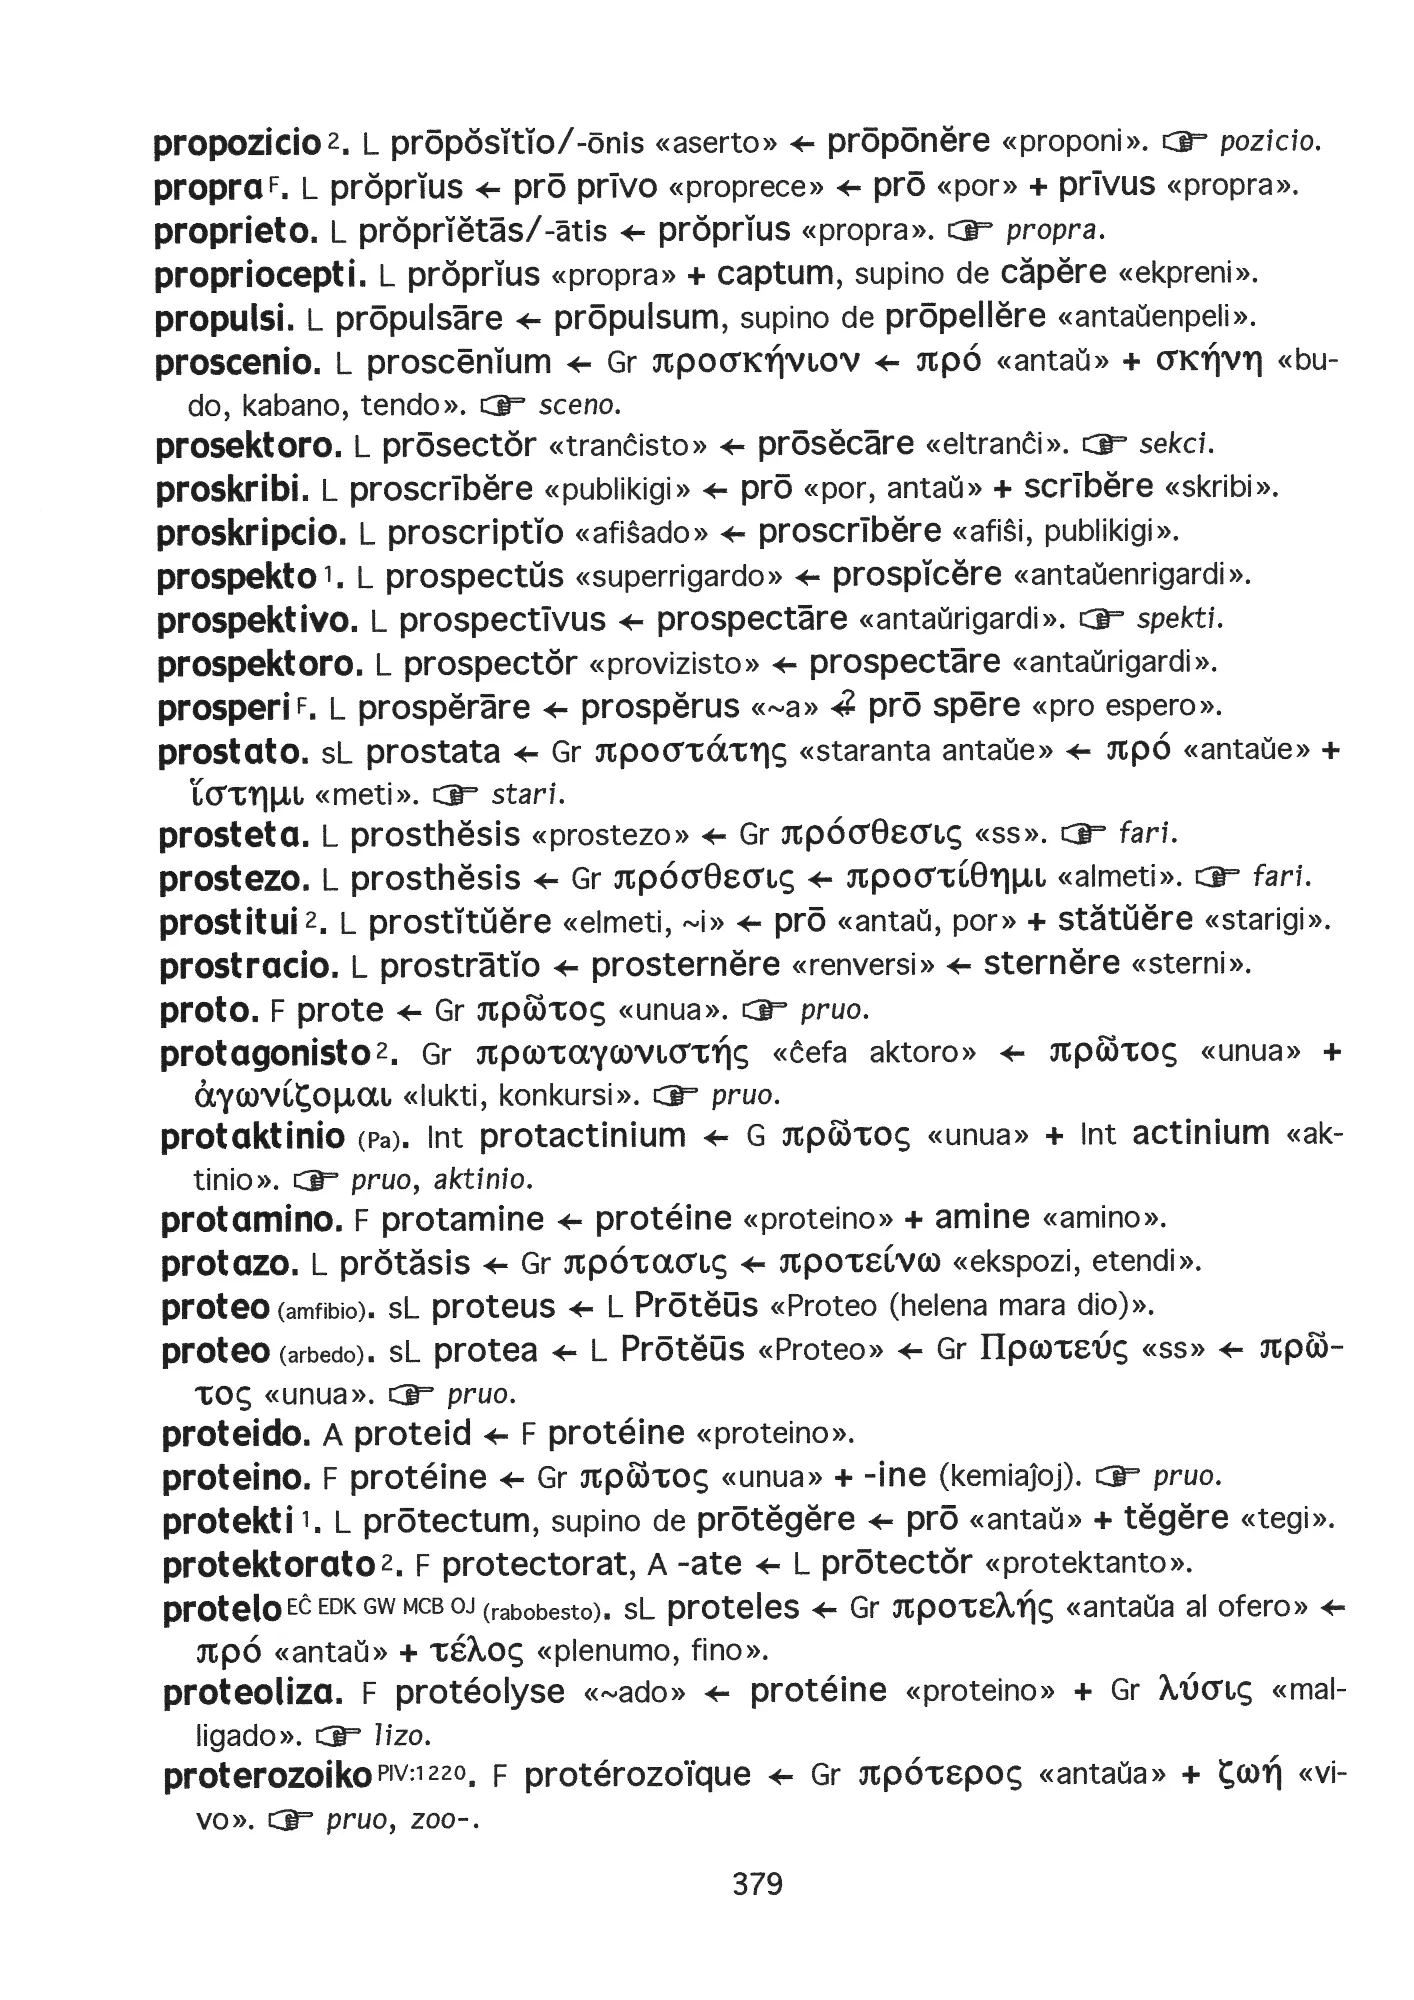 propozicio 2. L prōpŏsĭtĭo/-ōnis «aserto» ← prōpōnĕre «proponi». ☞ pozicio.
propra F. L prŏprĭus ← prō prīvo «proprece» ← prō «por» + prīvus «propra».
proprieto. L prŏprĭĕtās/-ātis ← prŏprĭus «propra». ☞ propra.
propriocepti. L prŏprĭus «propra» + captum, supino de căpĕre «ekpreni».
propulsi. L prōpulsāre ← prōpulsum, supino de prōpellĕre «antaŭenpeli».
proscenio. L proscēnĭum ← Gr προσκήνιον ← πρό «antaŭ» + σκήνη «bu-
do, kabano, tendo». ☞ sceno.
prosektoro. L prōsectŏr «tranĉisto» ← prōsĕcāre «eltranĉi». ☞ sekci.
proskribi. L proscrībĕre «publikigi» ← prō «por, antaŭ» + scrībĕre «skribi».
proskripcio. L proscriptĭo «afiŝado» ← proscrībĕre «afiŝi, publikigi».
prospekto 1. L prospectŭs «superrigardo» ← prospĭcĕre «antaŭenrigardi».
prospektivo. L prospectīvus ← prospectāre «antaŭrigardi». ☞ spekti.
prospektoro. L prospectŏr «provizisto» ← prospectāre «antaŭrigardi».
prosperi F. L prospĕrāre ← prospĕrus «~a» ←? prō spēre «pro espero».
prostato. sL prostata ← Gr προστάτης «staranta antaŭe» ← πρό «antaŭe» +
ἵστημι «meti». ☞ stari.
prosteta. L prosthĕsis «prostezo» ← Gr πρόσθεσις «ss». ☞ fari.
prostezo. L prosthĕsis ← Gr πρόσθεσις ← προστίθημι «almeti». ☞ fari.
prostitui 2. L prostĭtŭĕre «elmeti, ~i» ← prō «antaŭ, por» + stătŭĕre «starigi».
prostracio. L prostrātĭo ← prosternĕre «renversi» ← sternĕre «sterni».
proto. F prote ← Gr πρῶτος «unua». ☞ pruo.
protagonisto 2. Gr πρωταγωνιστής «ĉefa aktoro» ← πρῶτος «unua» +
ἀγωνίζομαι «lukti, konkursi». ☞ pruo.
protaktinio (Pa). Int protactinium ← G πρῶτος «unua» + Int actinium «ak-
tinio». ☞ pruo, aktinio.
protamino. F protamine ← protéine «proteino» + amine «amino».
protazo. L prŏtăsis ← Gr πρότασις ← προτείνω «ekspozi, etendi».
proteo (amfibio). sL proteus ← L Prōtĕūs «Proteo (helena mara dio)».
proteo (arbedo). sL protea ← L Prōtĕūs «Proteo» ← Gr Πρωτεύς «ss» ← πρῶ-
τος «unua». ☞ pruo.
proteido. A proteid ← F protéine «proteino».
proteino. F protéine ← Gr πρῶτος «unua» + -ine (kemiaĵoj). ☞ pruo.
protekti 1. L prōtectum, supino de prōtĕgĕre ← prō «antaŭ» + tĕgĕre «tegi».
protektorato 2. F protectorat, A -ate ← L prōtectŏr «protektanto».
protelo EĈ EDK GW MCB OJ (rabobesto). sL proteles ← Gr προτελής «antaŭa al ofero» ←
πρό «antaŭ» + τέλος «plenumo, fino».
proteoliza. F protéolyse «~ado» ← protéine «proteino» + Gr λύσις «mal-
ligado». ☞ lizo.
proterozoiko PIV:1220. F protérozoïque ← Gr πρότερος «antaŭa» + ζωή «vi-
vo». ☞ pruo, zoo-.
379